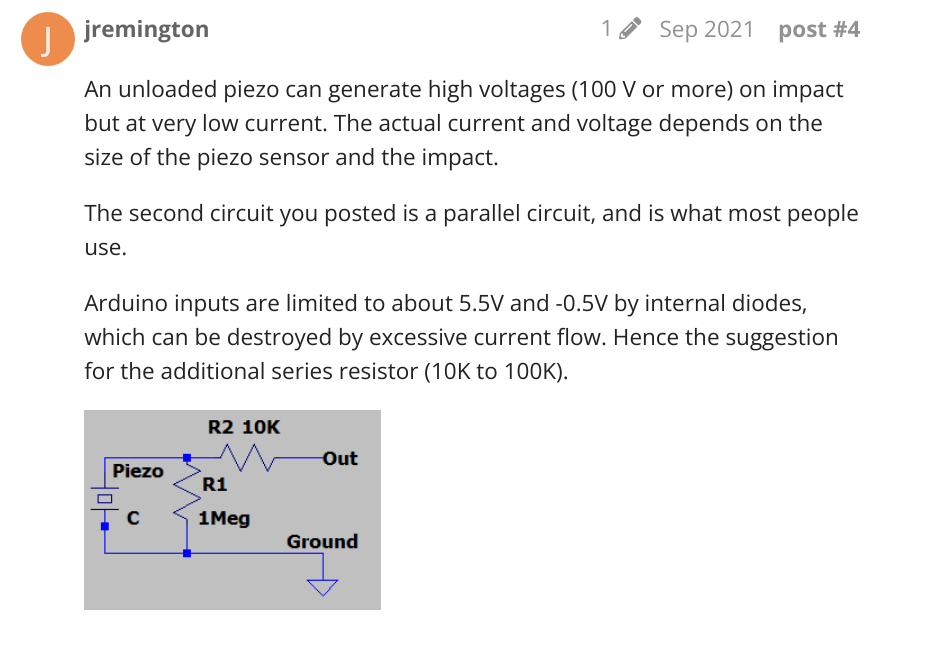 J
jremington
1 Sep 2021 post #4
An unloaded piezo can generate high voltages (100 V or more) on impact
but at very low current. The actual current and voltage depends on the
size of the piezo sensor and the impact.
The second circuit you posted is a parallel circuit, and is what most people
use.
Arduino inputs are limited to about 5.5V and -0.5V by internal diodes,
which can be destroyed by excessive current flow. Hence the suggestion
for the additional series resistor (10K to 100K).
R2 10K
Out
Piezo
R1
C
1Meg
Ground